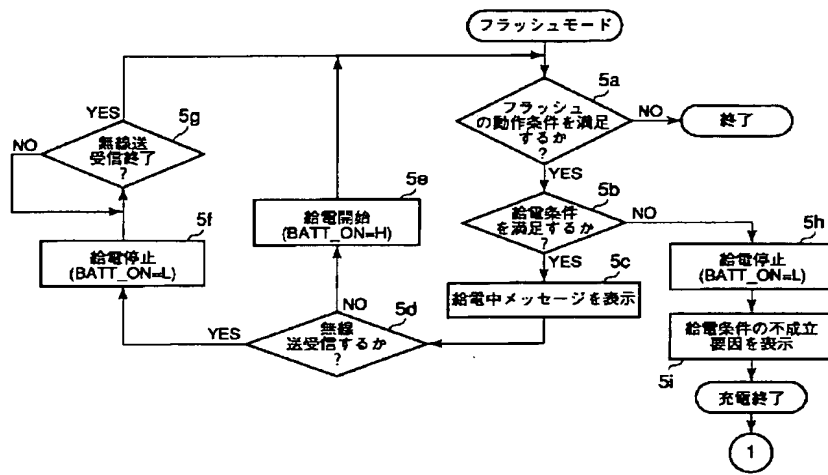 フラッシュモード
5a
フラッシュ
の動作条件を満足
するか
?
NO
終了
YES
5b
給電条件
を満足するか
?
NO
YES
5c
給電中メッセージを表示
5h
給電停止
(BATT_ON=L)
給電条件の不成立
要因を表示
5i
充電終了
1
5d
無線
送受信するか
?
NO
YES
5e
給電開始
(BATT_ON=H)
5f
給電停止
(BATT_ON=L)
5g
無線送
受信終了
?
YES
NO